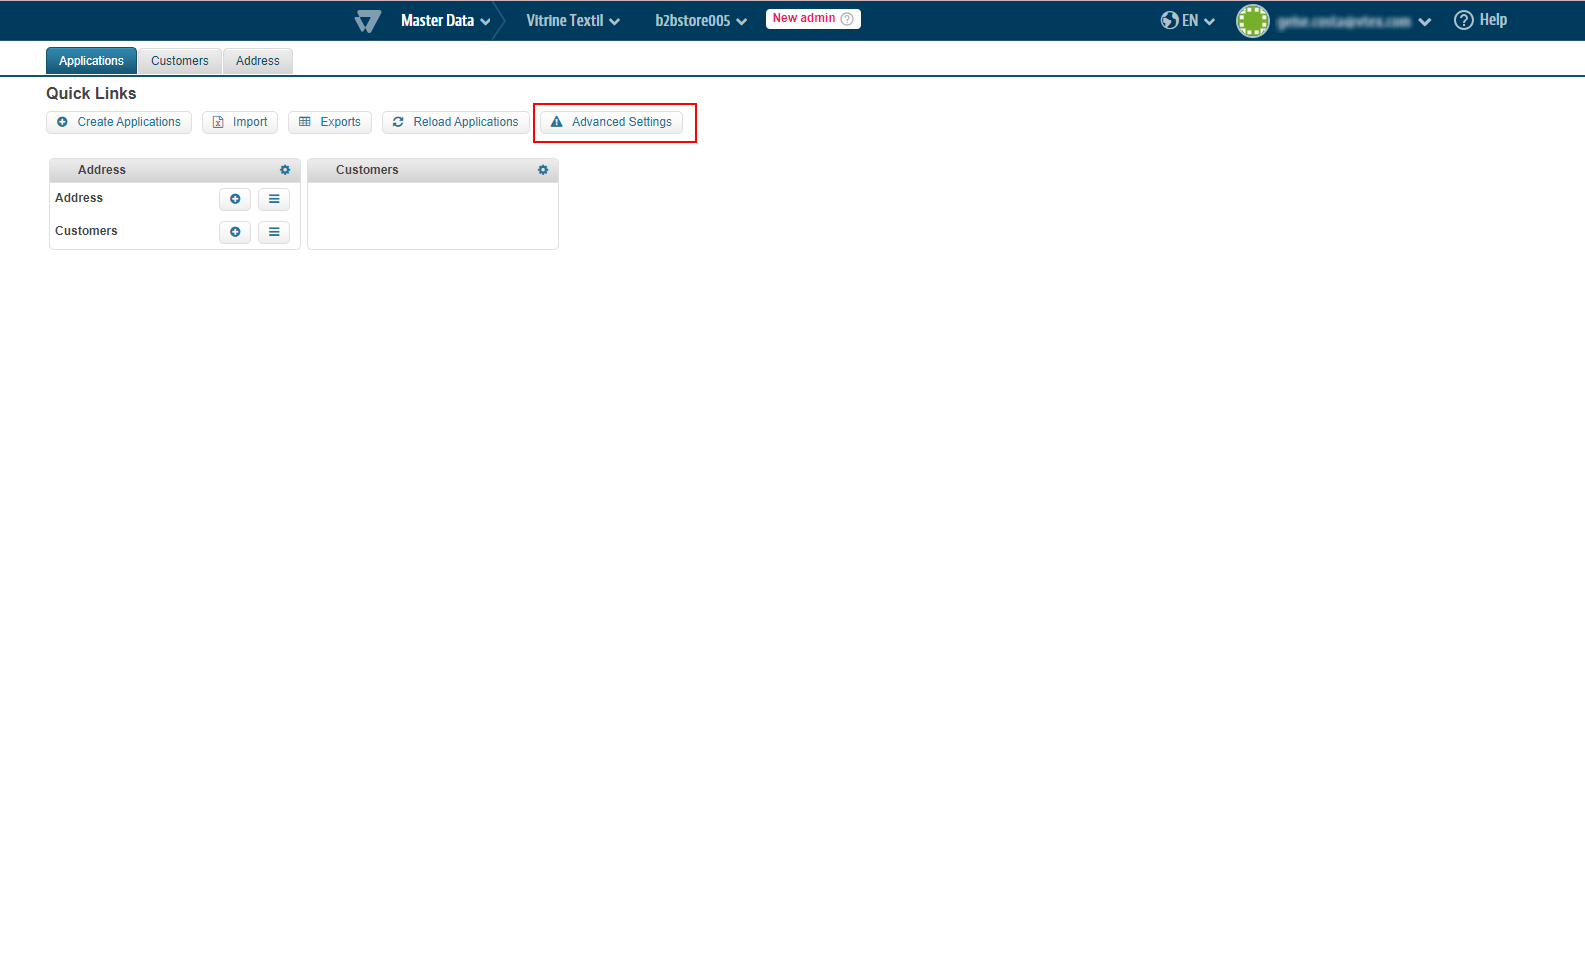 Master Data Vitrine Textil b2bstore005 New admin EN Help
Applications Customers Address
Quick Links
Create Applications Import Exports Reload Applications Advanced Settings
Address Customers
Address
Customers